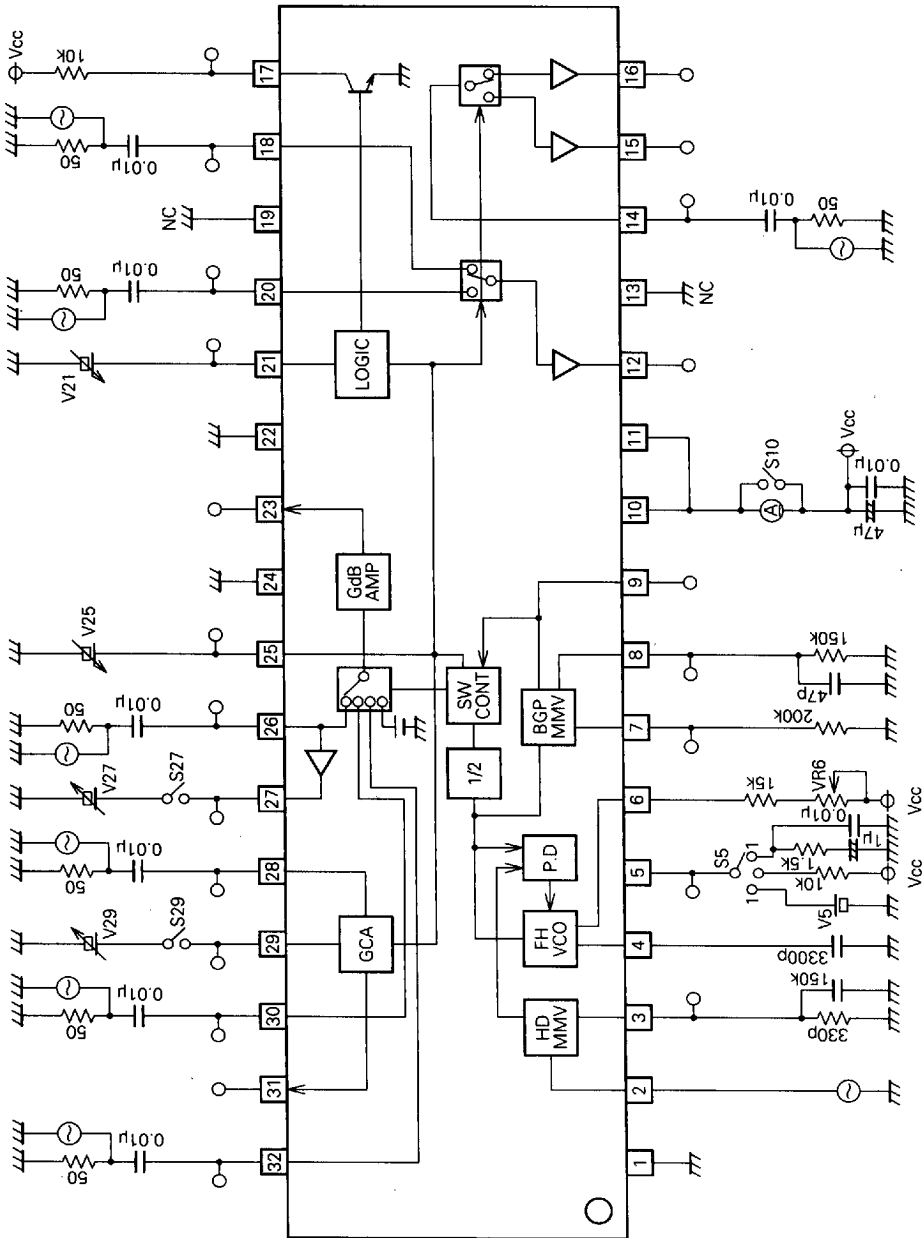 50
0.01μ
50
0.01μ
V29
S29
50
0.01μ
V27
S27
50
0.01μ
V25
V21
50
0.01μ
NC
50
0.01μ
Vcc
10k
32 31 30 29 28 27 26 25 24 23 22 21 20 19 18 17
GCA
GdB
AMP
LOGIC
SW
CONT
1/2
HD
MMV
FH
VCO
P.D
BGP
MMV
1 2 3 4 5 6 7 8 9 10 11 12 13 14 15 16
330p
150k
3300p
S5
1
1
V5
10k
1.5k
1μ
0.01μ
Vcc
15k
VR6
Vcc
200k
47p
150k
A
S10
Vcc
47μ
0.01μ
NC
0.01μ
50